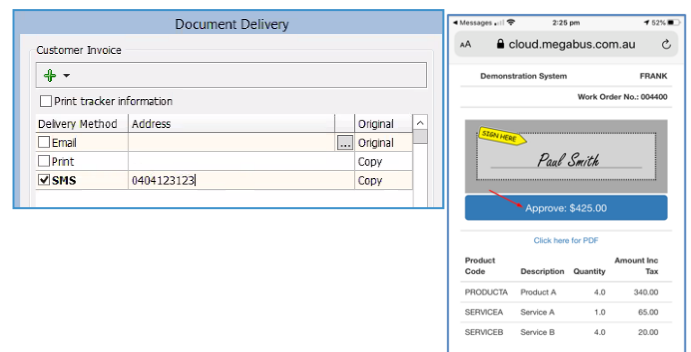 Document Delivery
Customer Invoice
Print tracker information
Delivery Method Address Original
Email ... Original
Print Copy
SMS 0404123123 Copy
Messages 2:25 pm 52%
AA cloud.megabus.com.au
Demonstration System FRANK
Work Order No.: 004400
SIGN HERE
Paul Smith
Approve: $425.00
Click here for PDF
Product Code Description Quantity Amount Inc Tax
PRODUCTA Product A 4.0 340.00
SERVICEA Service A 1.0 65.00
SERVICEB Service B 4.0 20.00